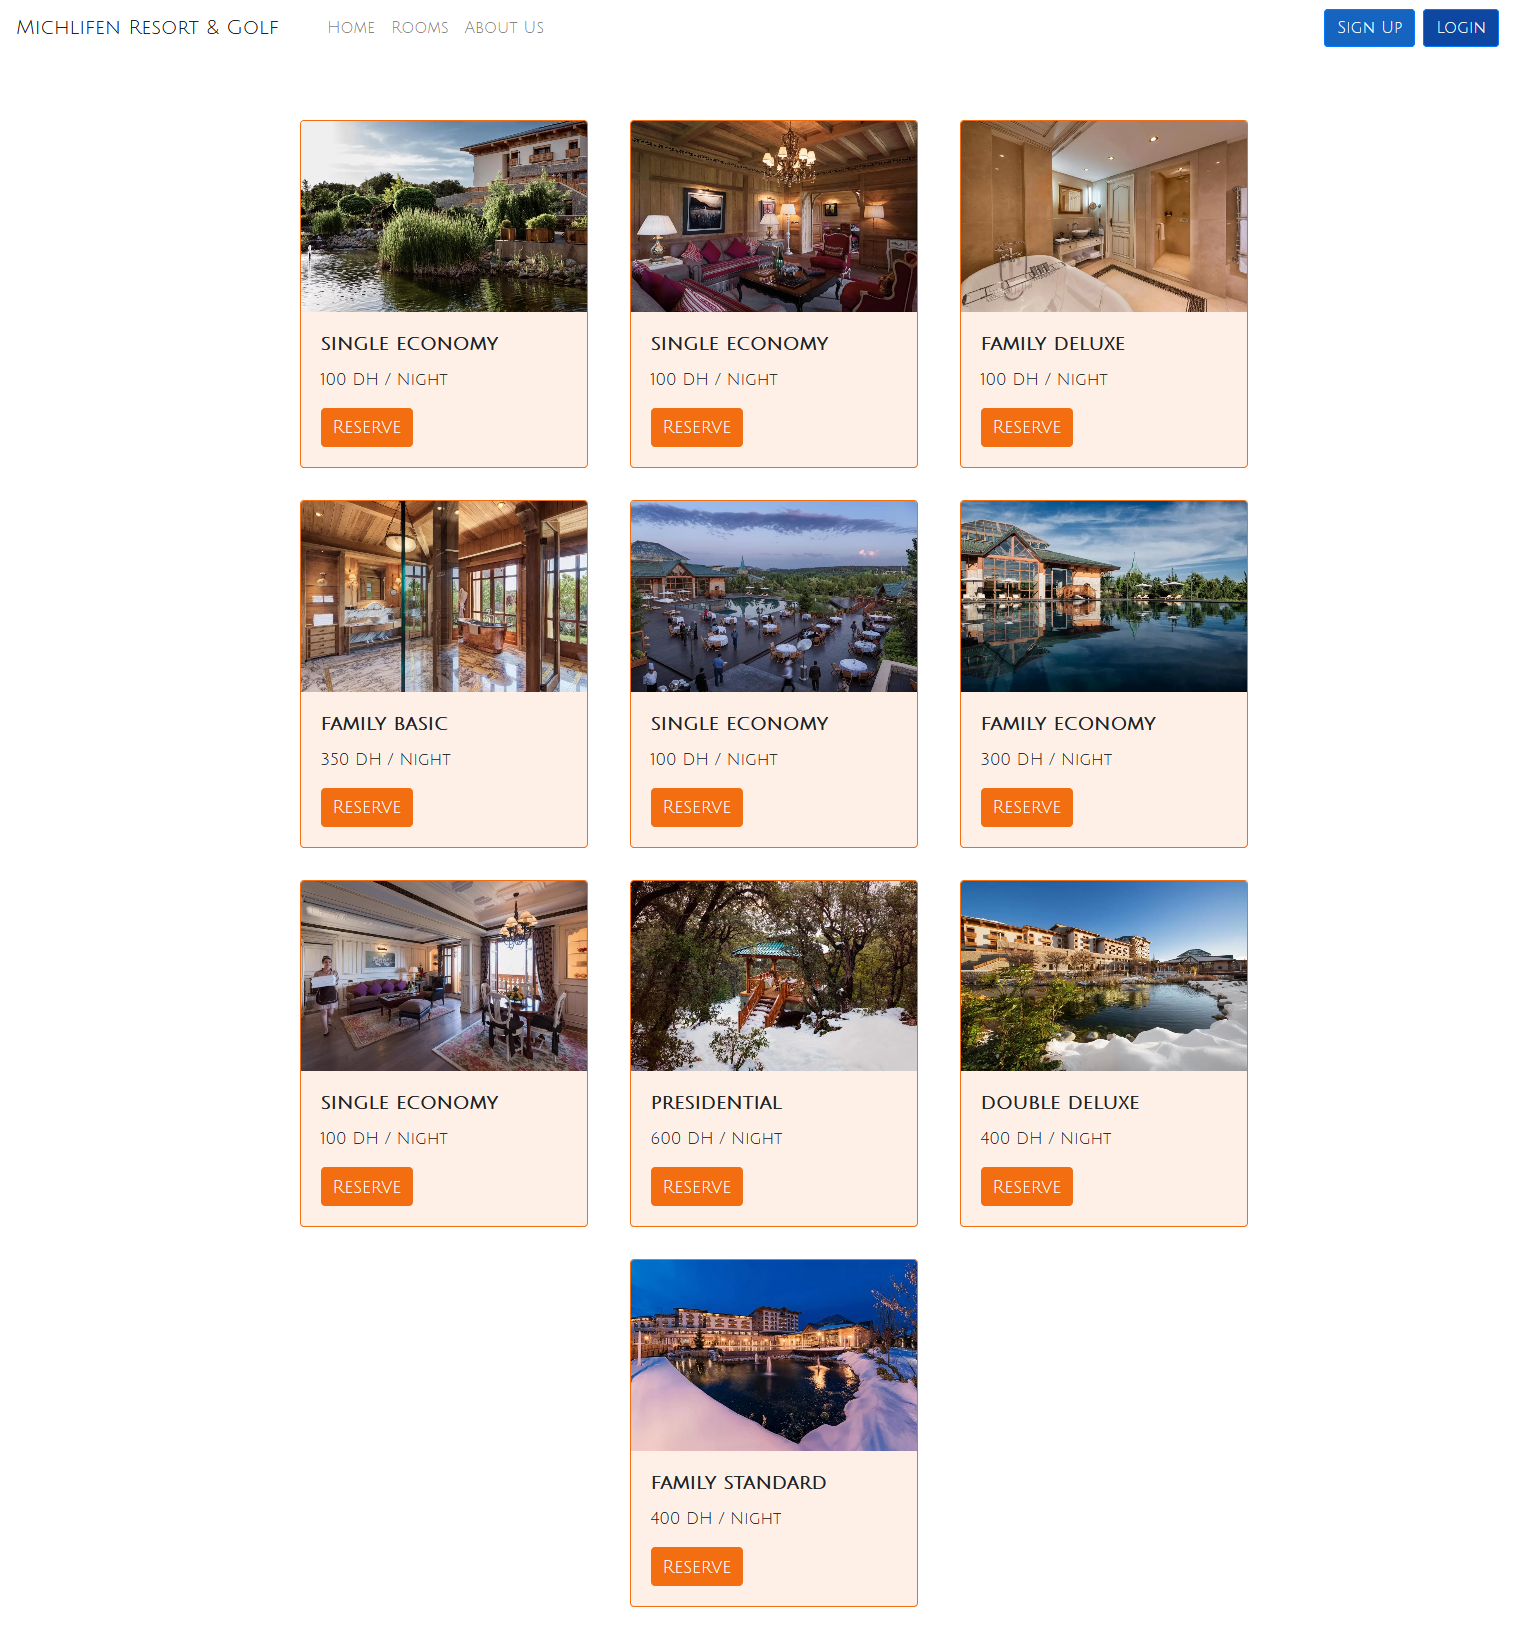 Michlifen Resort & Golf
Home Rooms About Us
Sign Up Login
SINGLE ECONOMY
100 DH / Night
Reserve
SINGLE ECONOMY
100 DH / Night
Reserve
FAMILY DELUXE
100 DH / Night
Reserve
FAMILY BASIC
350 DH / Night
Reserve
SINGLE ECONOMY
100 DH / Night
Reserve
FAMILY ECONOMY
300 DH / Night
Reserve
SINGLE ECONOMY
100 DH / Night
Reserve
PRESIDENTIAL
600 DH / Night
Reserve
DOUBLE DELUXE
400 DH / Night
Reserve
FAMILY STANDARD
400 DH / Night
Reserve